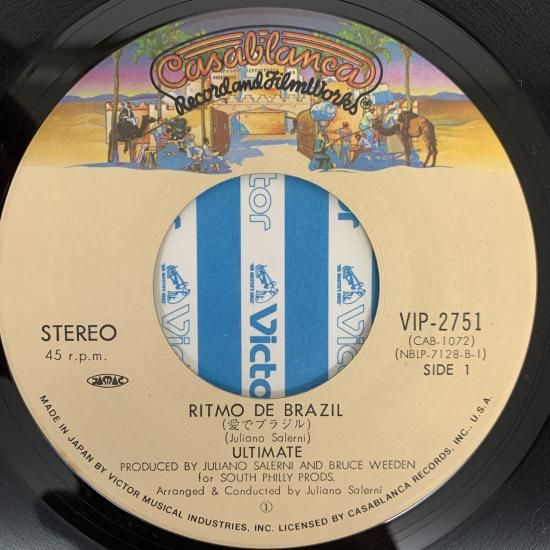 Casablanca
Record and FilmWorks®
Victor
Victor
Victor
STEREO
45 r.p.m.
JASRAC
VIP-2751
(CAB-1072)
(NBLP-7128-B-1)
SIDE 1
RITMO DE BRAZIL
(愛でブラジル)
(Juliano Salerni)
ULTIMATE
PRODUCED BY JULIANO SALERNI AND BRUCE WEEDEN
for SOUTH PHILLY PRODS.
Arranged & Conducted by Juliano Salerni
①
MADE IN JAPAN BY VICTOR MUSICAL INDUSTRIES, INC. LICENSED BY CASABLANCA RECORDS, INC., U.S.A.